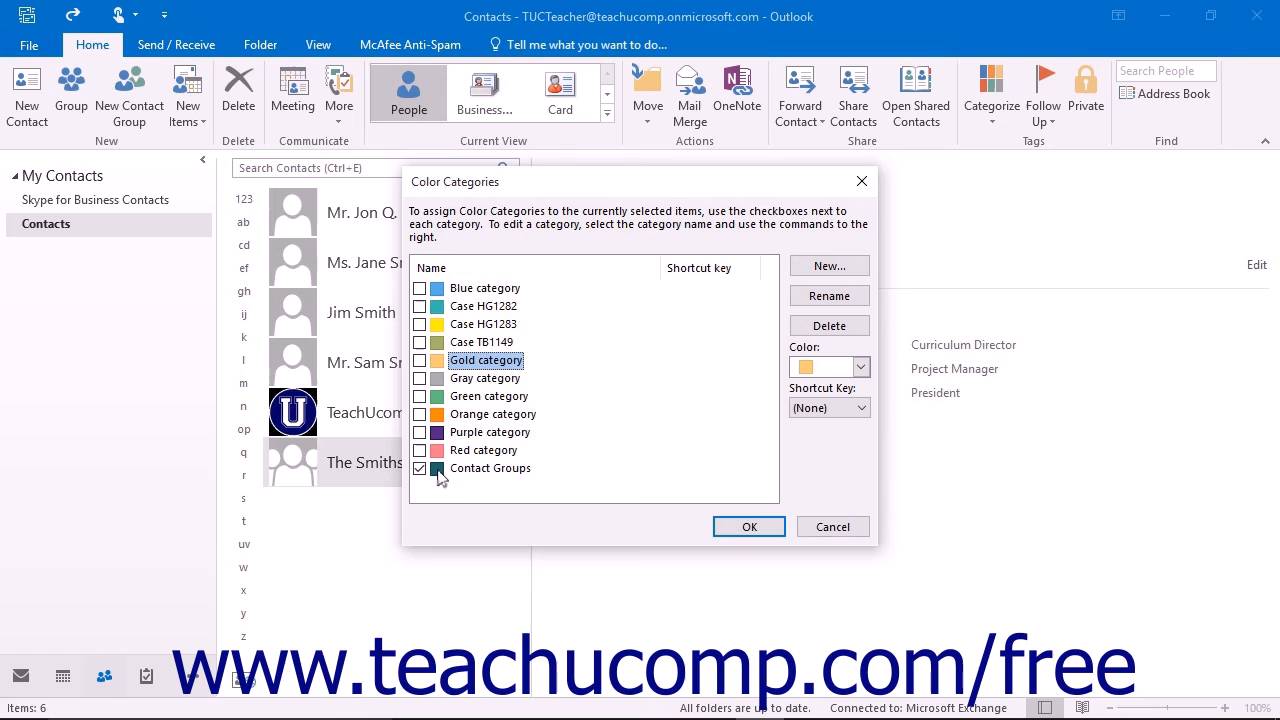 Contacts - TUCTeacher@teachucomp.onmicrosoft.com - Outlook
File Home Send / Receive Folder View McAfee Anti-Spam Tell me what you want to do...
New Contact
Group
New Contact Group
New Items
Delete
Meeting
More
People
Business...
Card
Move
Mail Merge
OneNote
Forward Contact
Share Contacts
Open Shared Contacts
Categorize
Follow Up
Private
Search People
Address Book
New Delete Communicate Current View Actions Share Tags Find
My Contacts
Skype for Business Contacts
Contacts
Search Contacts (Ctrl+E)
123
ab
cd
ef
gh
ij
k
l
m
n
op
q
r
s
t
uv
w
x
y
z
Mr. Jon Q.
Ms. Jane
Jim Smith
Mr. Sam
TeachUcom
The Smiths
Color Categories
To assign Color Categories to the currently selected items, use the checkboxes next to
each category. To edit a category, select the category name and use the commands to the
right.
Name Shortcut key
Blue category
Case HG1282
Case HG1283
Case TB1149
Gold category
Gray category
Green category
Orange category
Purple category
Red category
Contact Groups
New...
Rename
Delete
Color:
Shortcut Key:
(None)
OK Cancel
Edit
Curriculum Director
Project Manager
President
www.teachucomp.com/free
Items: 6 All folders are up to date. Connected to: Microsoft Exchange 100%